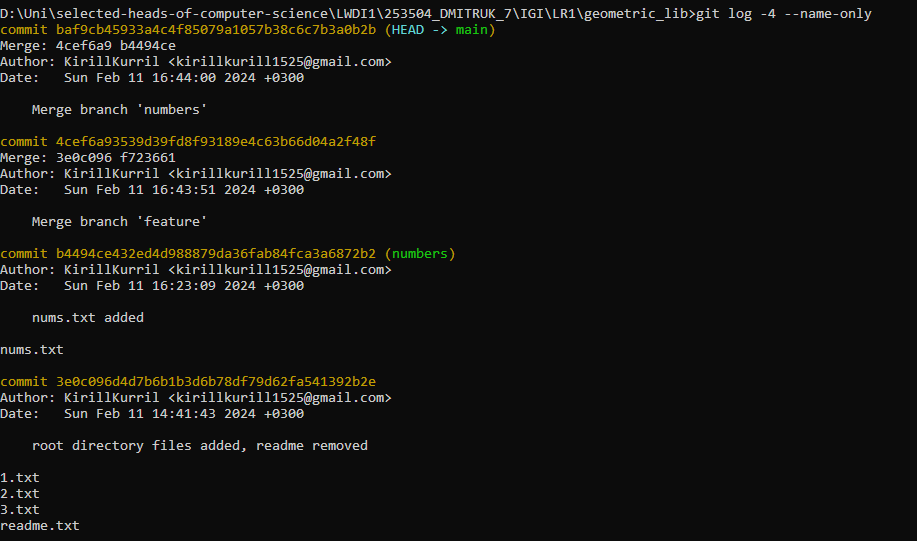 D:\Uni\selected-heads-of-computer-science\LWDI1\253504_DMITRUK_7\IGI\LR1\geometric_lib>git log -4 --name-only
commit baf9cb45933a4c4f85079a1057b38c6c7b3a0b2b (HEAD -> main)
Merge: 4cef6a9 b4494ce
Author: KirillKurril <kirillkurill1525@gmail.com>
Date:   Sun Feb 11 16:44:00 2024 +0300
    Merge branch 'numbers'
commit 4cef6a93539d39fd8f93189e4c63b66d04a2f48f
Merge: 3e0c096 f723661
Author: KirillKurril <kirillkurill1525@gmail.com>
Date:   Sun Feb 11 16:43:51 2024 +0300
    Merge branch 'feature'
commit b4494ce432ed4d988879da36fab84fca3a6872b2 (numbers)
Author: KirillKurril <kirillkurill1525@gmail.com>
Date:   Sun Feb 11 16:23:09 2024 +0300
    nums.txt added
nums.txt
commit 3e0c096d4d7b6b1b3d6b78df79d62fa541392b2e
Author: KirillKurril <kirillkurill1525@gmail.com>
Date:   Sun Feb 11 14:41:43 2024 +0300
    root directory files added, readme removed
1.txt
2.txt
3.txt
readme.txt